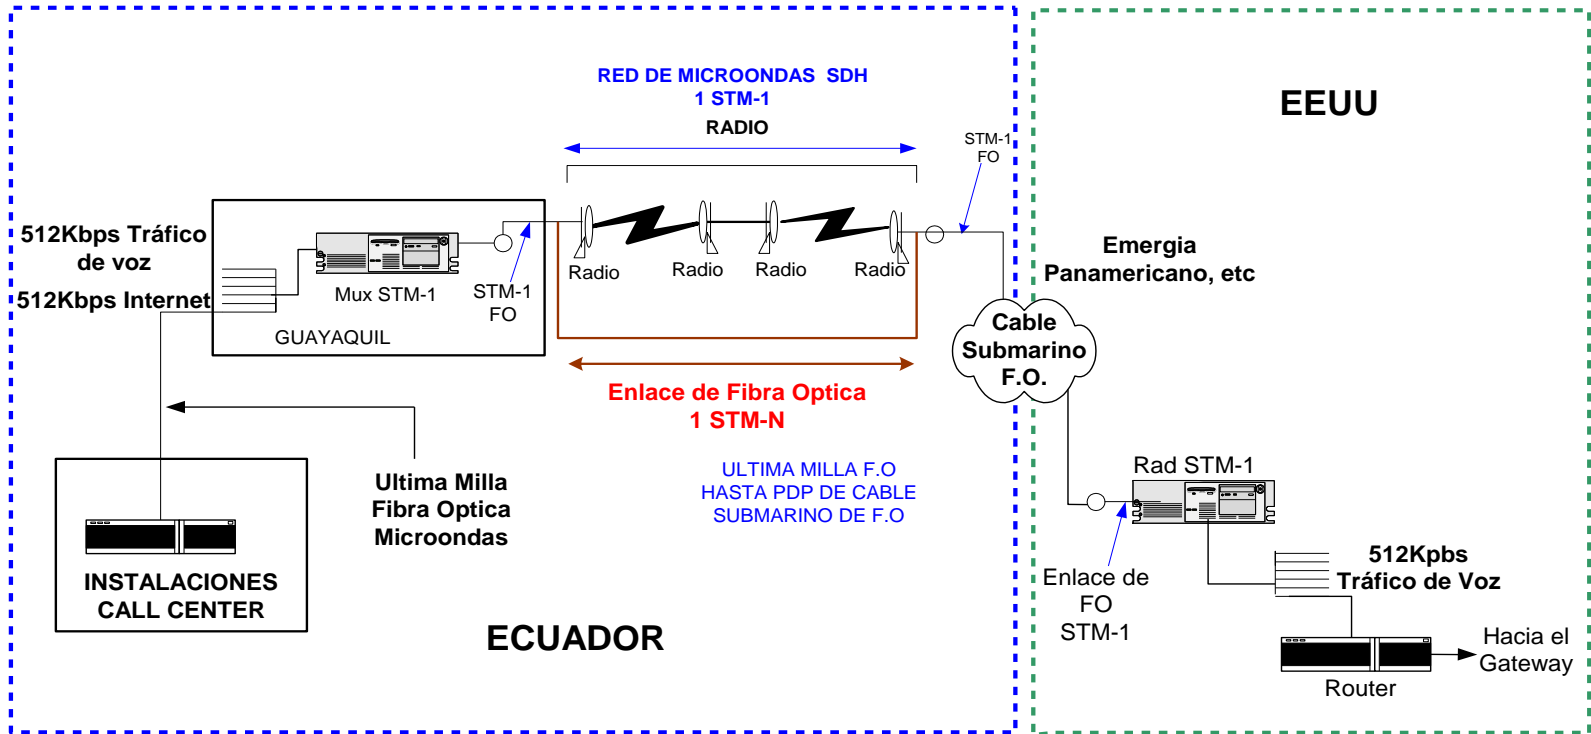 RED DE MICROONDAS SDH
1 STM-1
RADIO
EEUU
STM-1
FO
512Kbps Tráfico
de voz
512Kbps Internet
Mux STM-1
STM-1
FO
GUAYAQUIL
Radio
Radio
Radio
Radio
Emergia
Panamericano, etc
Cable
Submarino
F.O.
Enlace de Fibra Optica
1 STM-N
ULTIMA MILLA F.O
HASTA PDP DE CABLE
SUBMARINO DE F.O
Ultima Milla
Fibra Optica
Microondas
INSTALACIONES
CALL CENTER
ECUADOR
Rad STM-1
Enlace de
FO
STM-1
512Kpbs
Tráfico de Voz
Router
Hacia el
Gateway